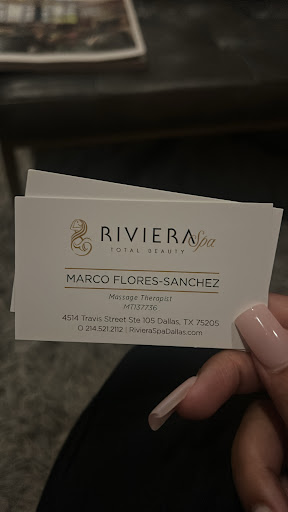 RIVIERA Spa
TOTAL BEAUTY
MARCO FLORES-SANCHEZ
Massage Therapist
MT137736
4514 Travis Street Ste 105 Dallas, TX 75205
O 214.521.2112 | RivieraSpaDallas.com